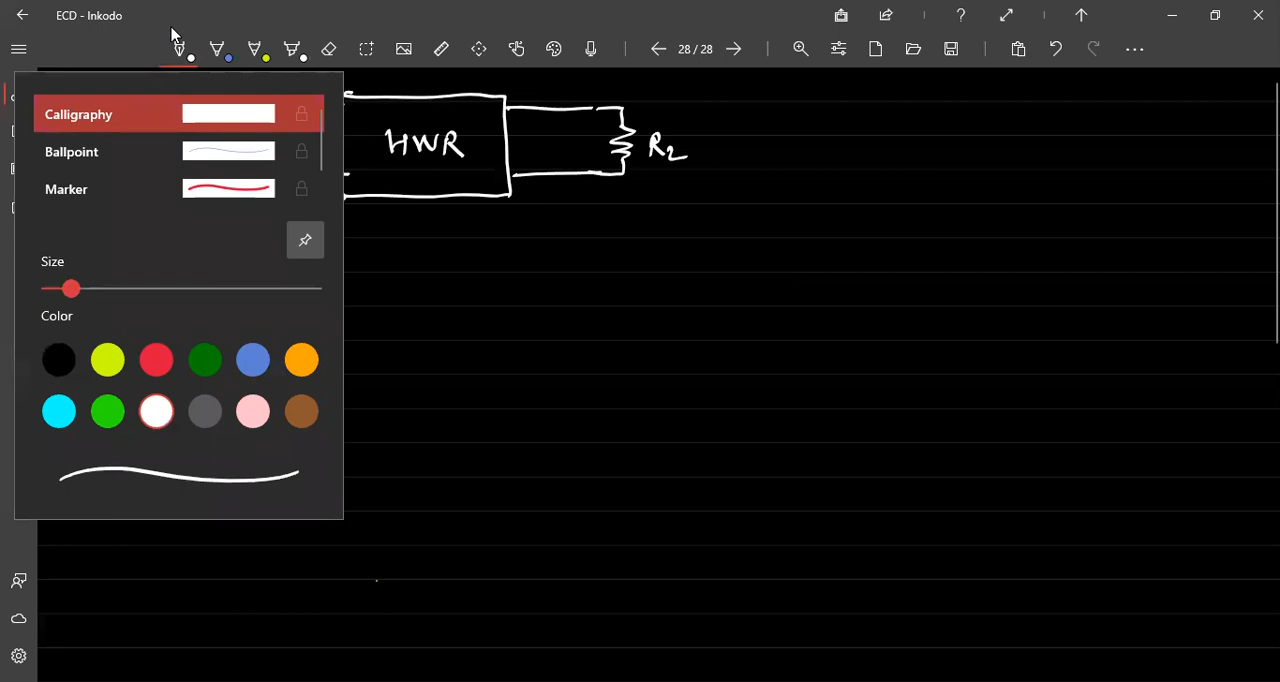 ECD - Inkodo
28 / 28
Calligraphy
Ballpoint
Marker
Size
Color
HWR
R2